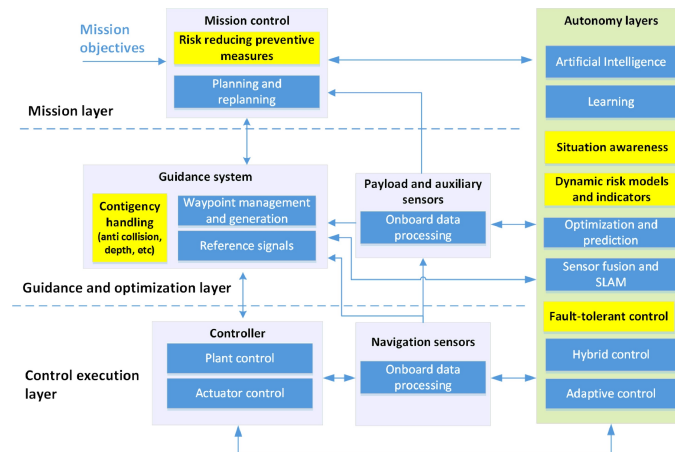 Mission
objectives
Mission control
Risk reducing preventive
measures
Planning and
replanning
Mission layer
Guidance system
Contigency
handling
(anti collision,
depth, etc)
Waypoint management
and generation
Reference signals
Payload and auxiliary
sensors
Onboard data
processing
Guidance and optimization layer
Controller
Plant control
Actuator control
Navigation sensors
Onboard data
processing
Control execution
layer
Autonomy layers
Artificial Intelligence
Learning
Situation awareness
Dynamic risk models
and indicators
Optimization and
prediction
Sensor fusion and
SLAM
Fault-tolerant control
Hybrid control
Adaptive control